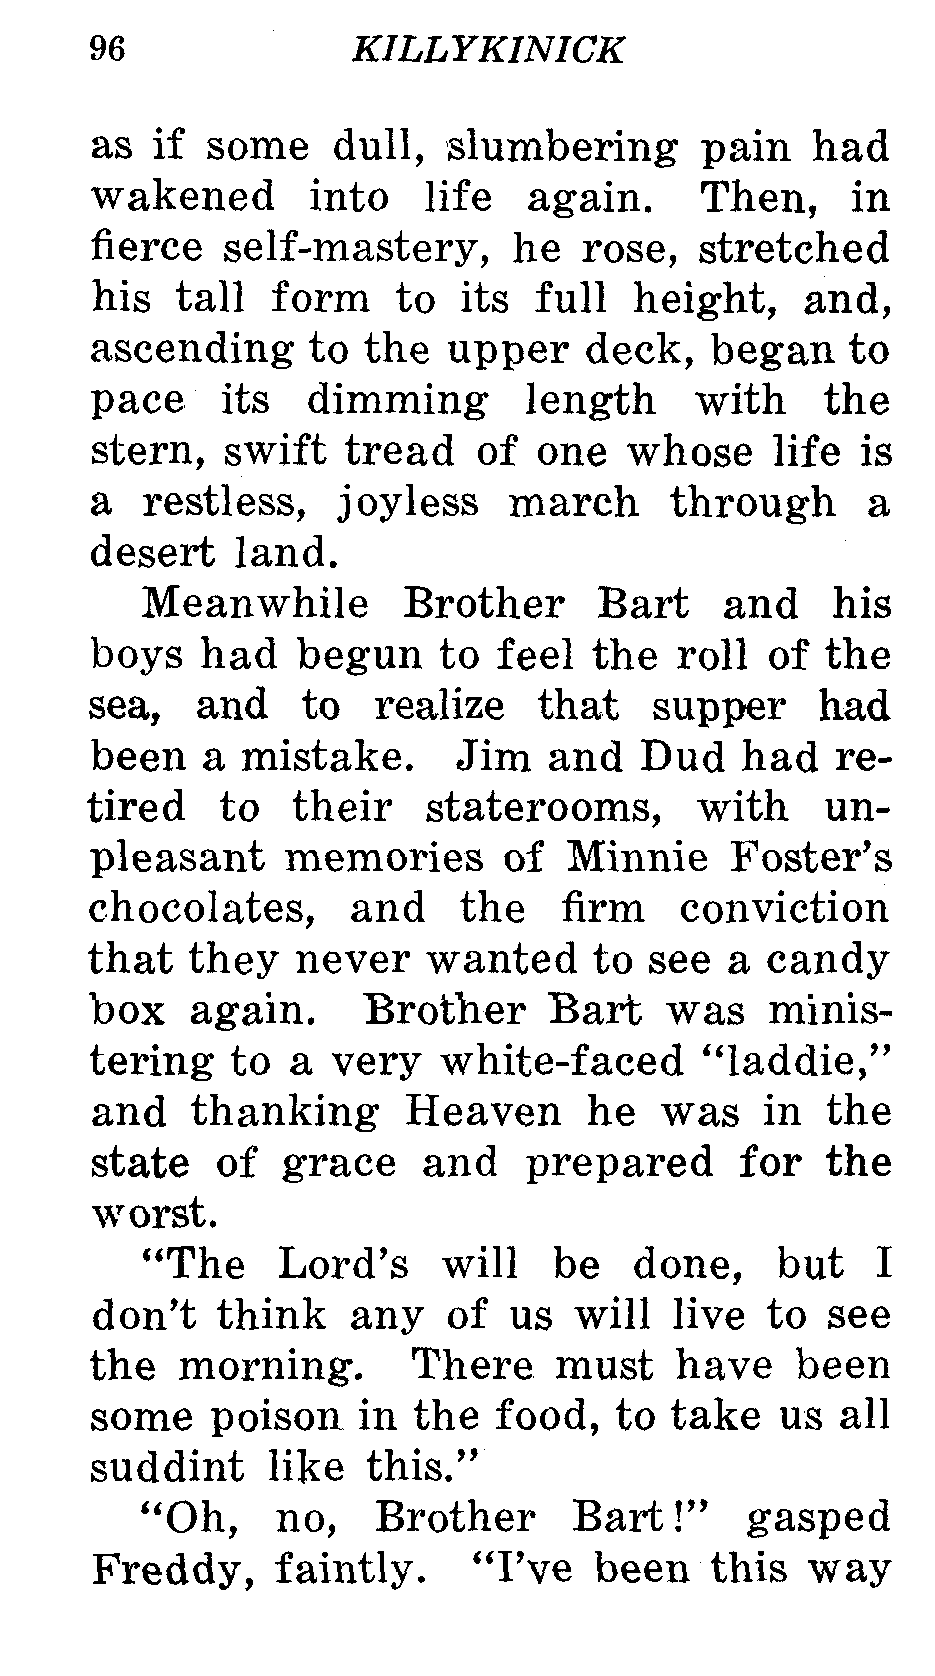 96 KILLYKINICK
as if some dull, slumbering pain had
wakened into life again. Then, in
fierce self-mastery, he rose, stretched
his tall form to its full height, and,
ascending to the upper deck, began to
pace its dimming length with the
stern, swift tread of one whose life is
a restless, joyless march through a
desert land.
Meanwhile Brother Bart and his
boys had begun to feel the roll of the
sea, and to realize that supper had
been a mistake. Jim and Dud had re-
tired to their staterooms, with un-
pleasant memories of Minnie Foster's
chocolates, and the firm conviction
that they never wanted to see a candy
box again. Brother Bart was minis-
tering to a very white-faced "laddie,"
and thanking Heaven he was in the
state of grace and prepared for the
worst.
"The Lord's will be done, but I
don't think any of us will live to see
the morning. There must have been
some poison in the food, to take us all
suddint like this."
"Oh, no, Brother Bart!" gasped
Freddy, faintly. "I've been this way